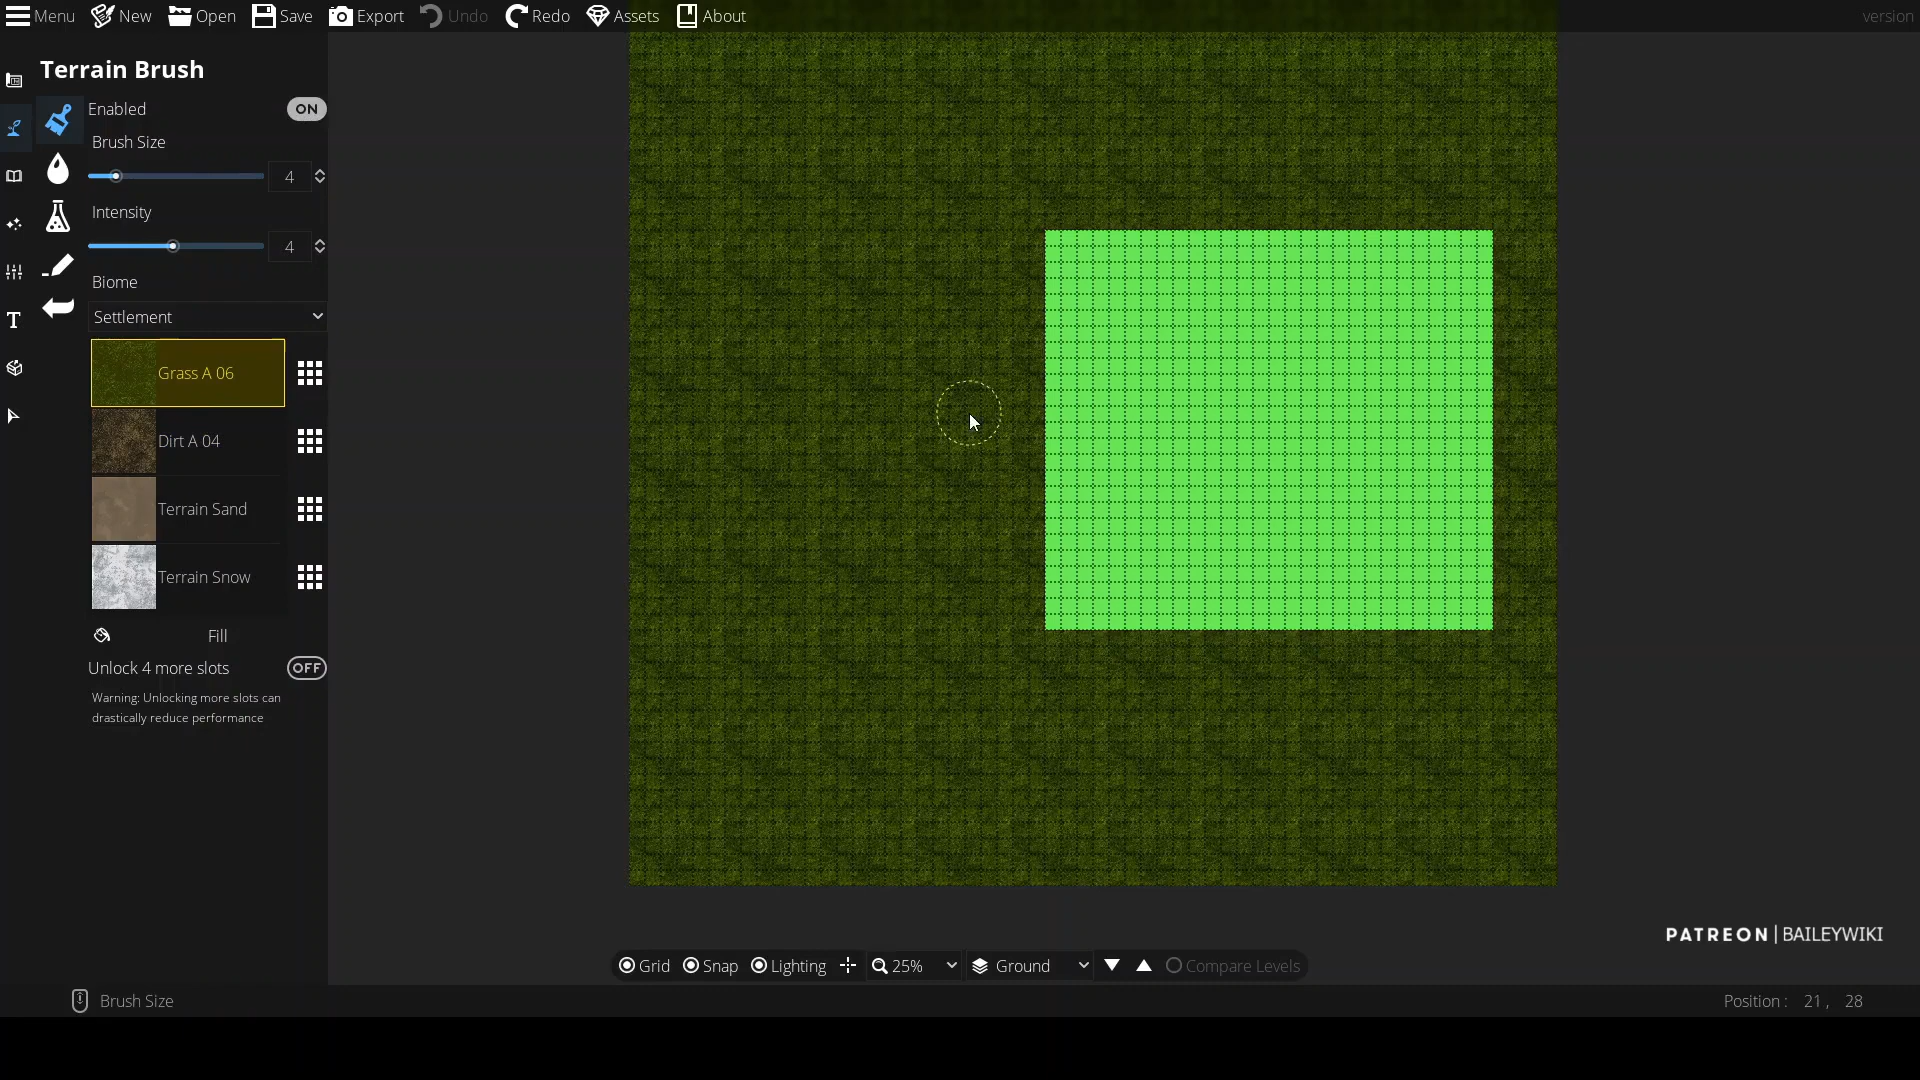 Menu New Open Save Export Undo Redo Assets About version
Terrain Brush
Enabled ON
Brush Size
4
Intensity
4
Biome
Settlement
Grass A 06
Dirt A 04
Terrain Sand
Terrain Snow
Fill
Unlock 4 more slots OFF
Warning: Unlocking more slots can
drastically reduce performance
PATREON | BAILEYWIKI
Grid Snap Lighting 25% Ground Compare Levels
Brush Size Position : 21 , 28